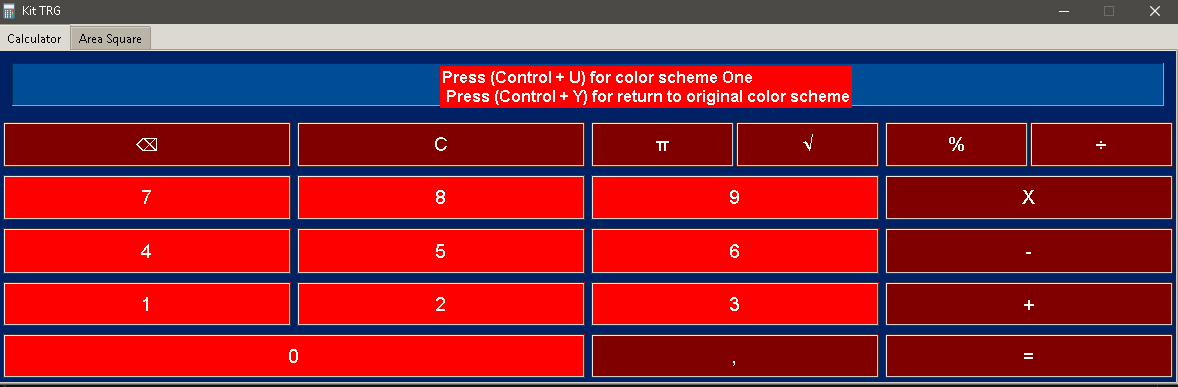 Kit TRG
Calculator Area Square
Press (Control + U) for color scheme One
Press (Control + Y) for return to original color scheme
⌫ C π √ % ÷
7 8 9 X
4 5 6 -
1 2 3 +
0 , =